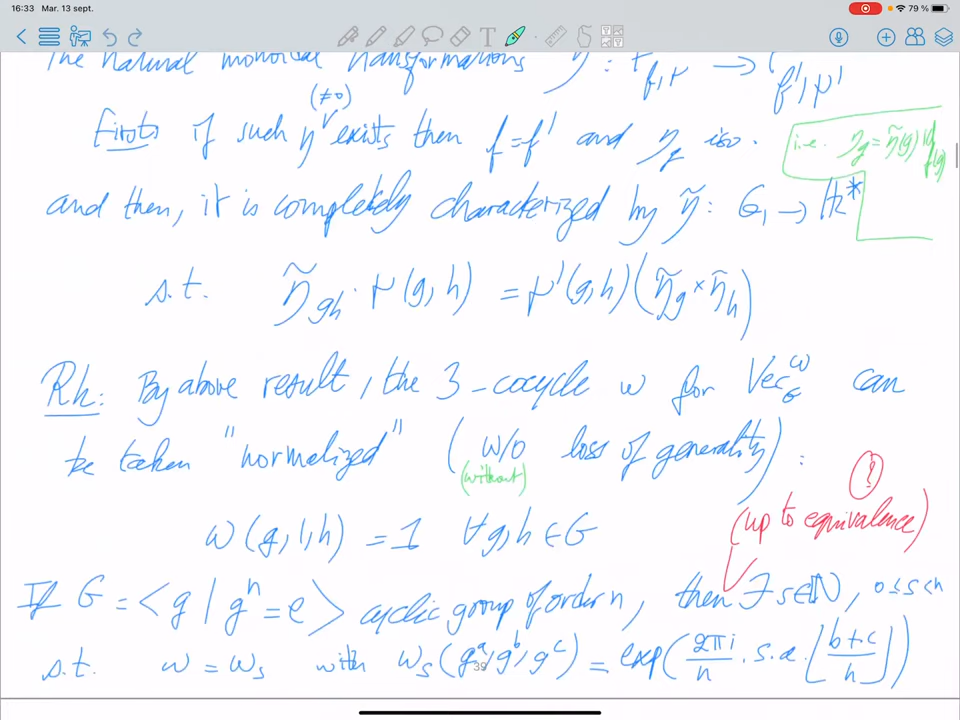 16:33 Mar. 13 sept. 79 %
The natural monoidal transformations η : F_{f,μ} → F_{f',μ'}
(≠0)
First: if such η exists then f = f' and η_g iso.
i.e. η_g = η̃(g) id_{f(g)}
and then, it is completely characterized by η̃ : G_1 → k^*
s.t. η̃_{gh} · μ(g,h) = μ'(g,h) (η̃_g × η̃_h)
Rk: By above result, the 3-cocycle ω for Vec_G^ω can
be taken "normalized" (w/o loss of generality) :
(without)
ω(g,1,h) = 1 ∀g,h ∈ G
(!)
(up to equivalence)
If G = <g / g^n = e> cyclic group of order n, then ∃ s∈ℕ, 0≤s<n
s.t. ω = ω_s with ω_s(g^a, g^b, g^c) = exp(2πi/n · s.a. [b+c/n])
39